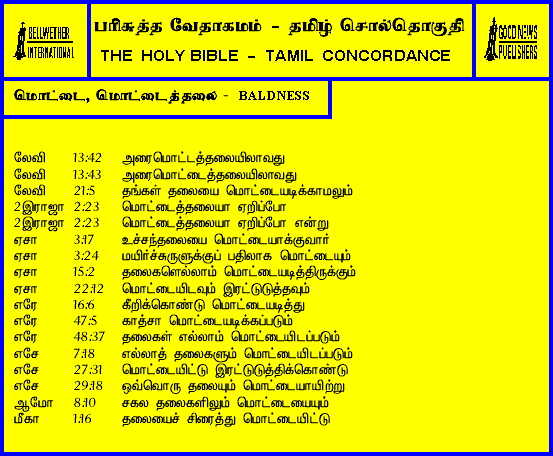 BELLWETHER
INTERNATIONAL
பரிசுத்த வேதாகமம் - தமிழ் சொல்தொகுதி
THE HOLY BIBLE - TAMIL CONCORDANCE
GOOD NEWS
PUBLISHERS
மொட்டை, மொட்டைத்தலை - BALDNESS
லேவி 13:42 அரைமொட்டத்தலையிலாவது
லேவி 13:43 அரைமொட்டைத்தலையிலாவது
லேவி 21:5 தங்கள் தலையை மொட்டையடிக்காமலும்
2இராஜா 2:23 மொட்டைத்தலையா ஏறிப்போ
2இராஜா 2:23 மொட்டைத்தலையா ஏறிப்போ என்று
ஏசா 3:17 உச்சந்தலையை மொட்டையாக்குவார்
ஏசா 3:24 மயிர்ச்சுருளுக்குப் பதிலாக மொட்டையும்
ஏசா 15:2 தலைகளெல்லாம் மொட்டையடித்திருக்கும்
ஏசா 22:12 மொட்டையிடவும் இரட்டுடுத்தவும்
எரே 16:6 கீறிக்கொண்டு மொட்டையடித்து
எரே 47:5 காத்சா மொட்டையடிக்கப்படும்
எரே 48:37 தலைகள் எல்லாம் மொட்டையிடப்படும்
எசே 7:18 எல்லாத் தலைகளும் மொட்டையிடப்படும்
எசே 27:31 மொட்டையிட்டு இரட்டுடுத்திக்கொண்டு
எசே 29:18 ஒவ்வொரு தலையும் மொட்டையாயிற்று
ஆமோ 8:10 சகல தலைகளிலும் மொட்டையையும்
மீகா 1:16 தலையைச் சிரைத்து மொட்டையிட்டு